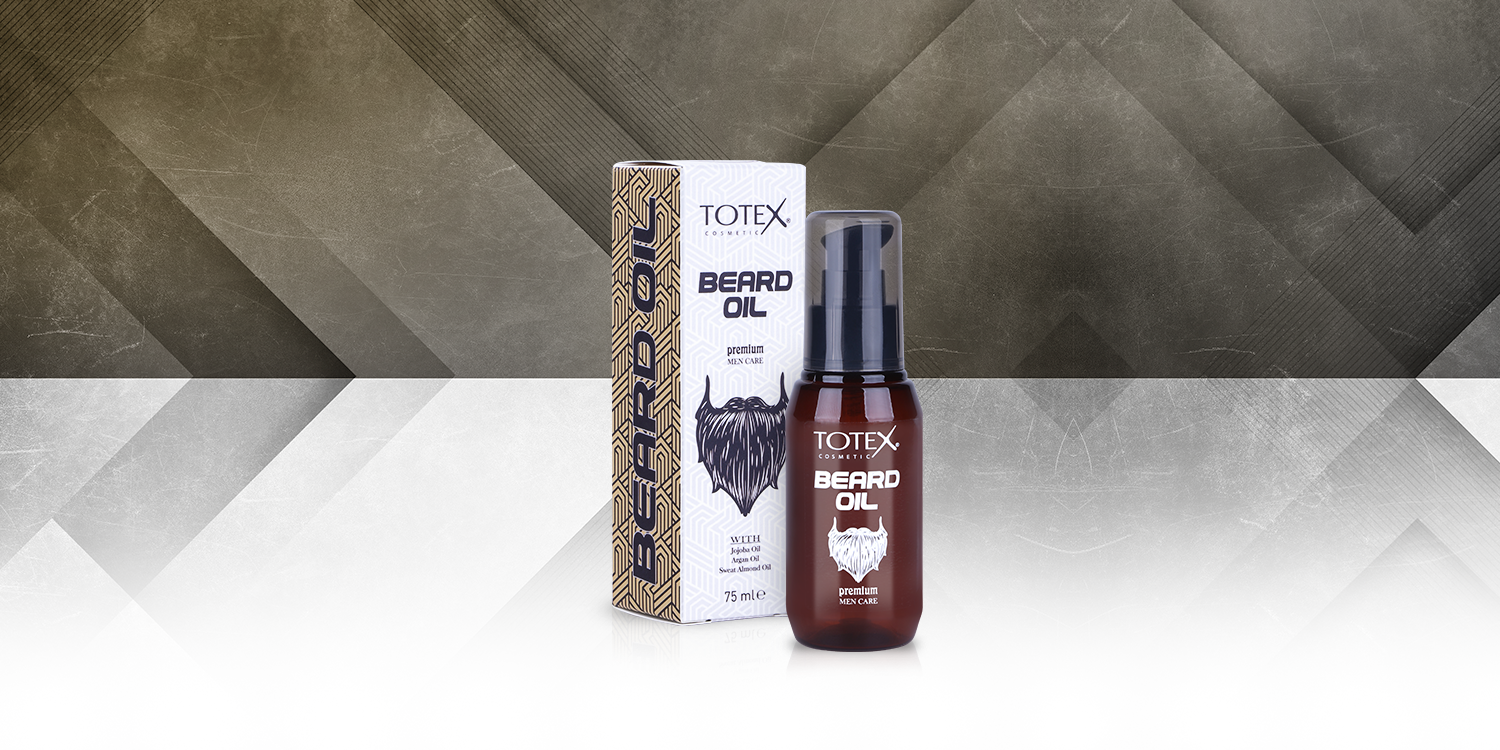 BEARD OIL
TOTEX®
COSMETIC
BEARD
OIL
premium
MEN CARE
WITH
Jojoba Oil
Argan Oil
Sweat Almond Oil
75 ml e
TOTEX®
COSMETIC
BEARD
OIL
premium
MEN CARE